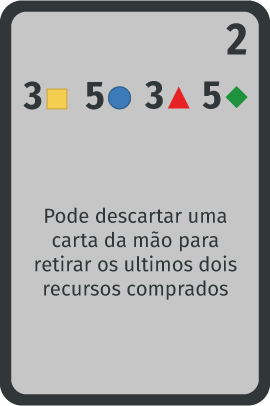 2
3 5 3 5
Pode descartar uma
carta da mão para
retirar os ultimos dois
recursos comprados